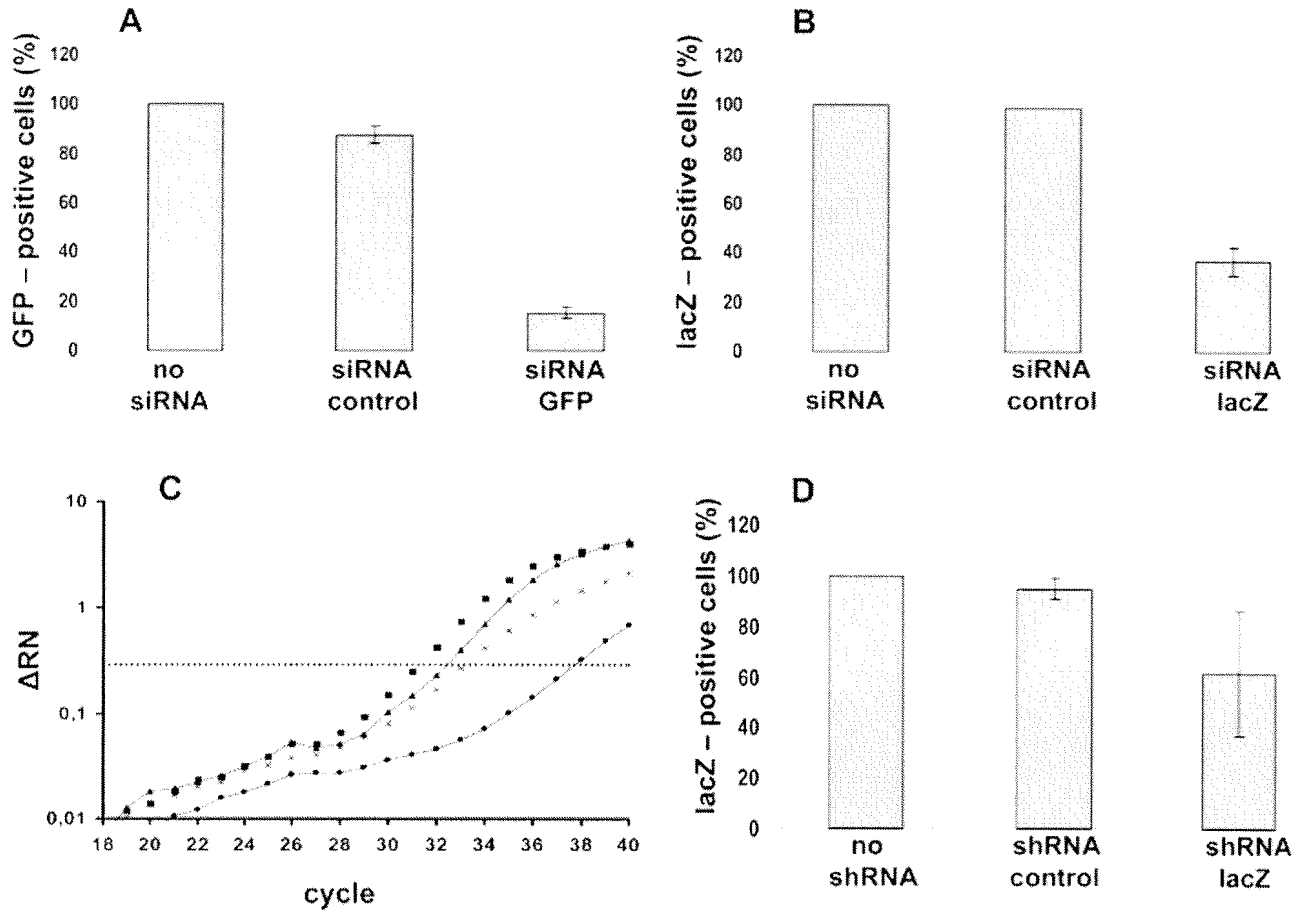 A
GFP – positive cells (%)
120
100
80
60
40
20
0
no
siRNA
siRNA
control
siRNA
GFP
B
lacZ – positive cells (%)
120
100
80
60
40
20
0
no
siRNA
siRNA
control
siRNA
lacZ
C
ΔRN
10
1
0,1
0,01
18 20 22 24 26 28 30 32 34 36 38 40
cycle
D
lacZ – positive cells (%)
120
100
80
60
40
20
0
no
shRNA
shRNA
control
shRNA
lacZ